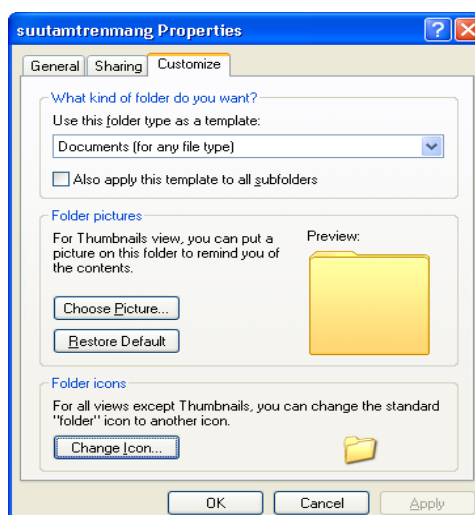 suutamtrenmang Properties
General Sharing Customize
What kind of folder do you want?
Use this folder type as a template:
Documents (for any file type)
Also apply this template to all subfolders
Folder pictures
For Thumbnails view, you can put a
picture on this folder to remind you of
the contents.
Preview:
Choose Picture...
Restore Default
Folder icons
For all views except Thumbnails, you can change the standard
"folder" icon to another icon.
Change Icon...
OK Cancel Apply